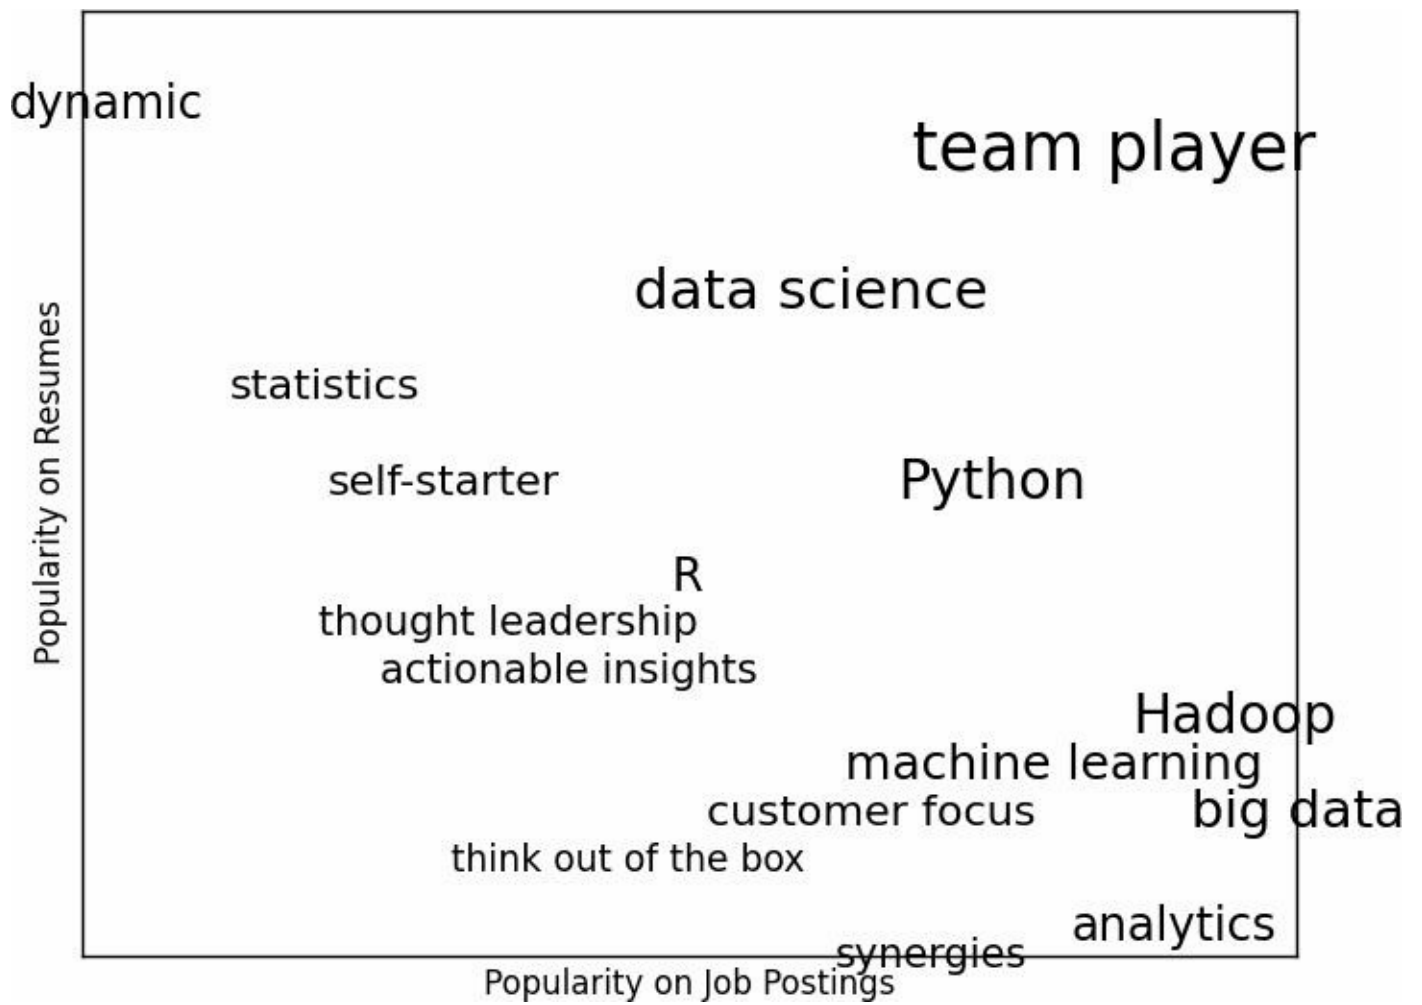 dynamic
team player
data science
statistics
self-starter
Python
R
thought leadership
actionable insights
Hadoop
machine learning
big data
customer focus
think out of the box
analytics
synergies
Popularity on Resumes
Popularity on Job Postings